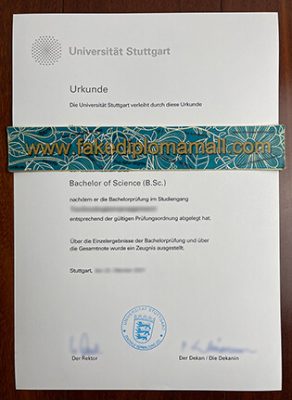 Universität Stuttgart
Urkunde
Die Universität Stuttgart verleiht durch diese Urkunde
www.fakediplomamall.com
Bachelor of Science (B.Sc.)
nachdem er die Bachelorprüfung im Studiengang
entsprechend der gültigen Prüfungsordnung abgelegt hat.
Über die Einzelergebnisse der Bachelorprüfung und über
die Gesamtnote wurde ein Zeugnis ausgestellt.
Stuttgart,
UNIVERSITÄT STUTTGART
Der Rektor
Der Dekan / Die Dekanin